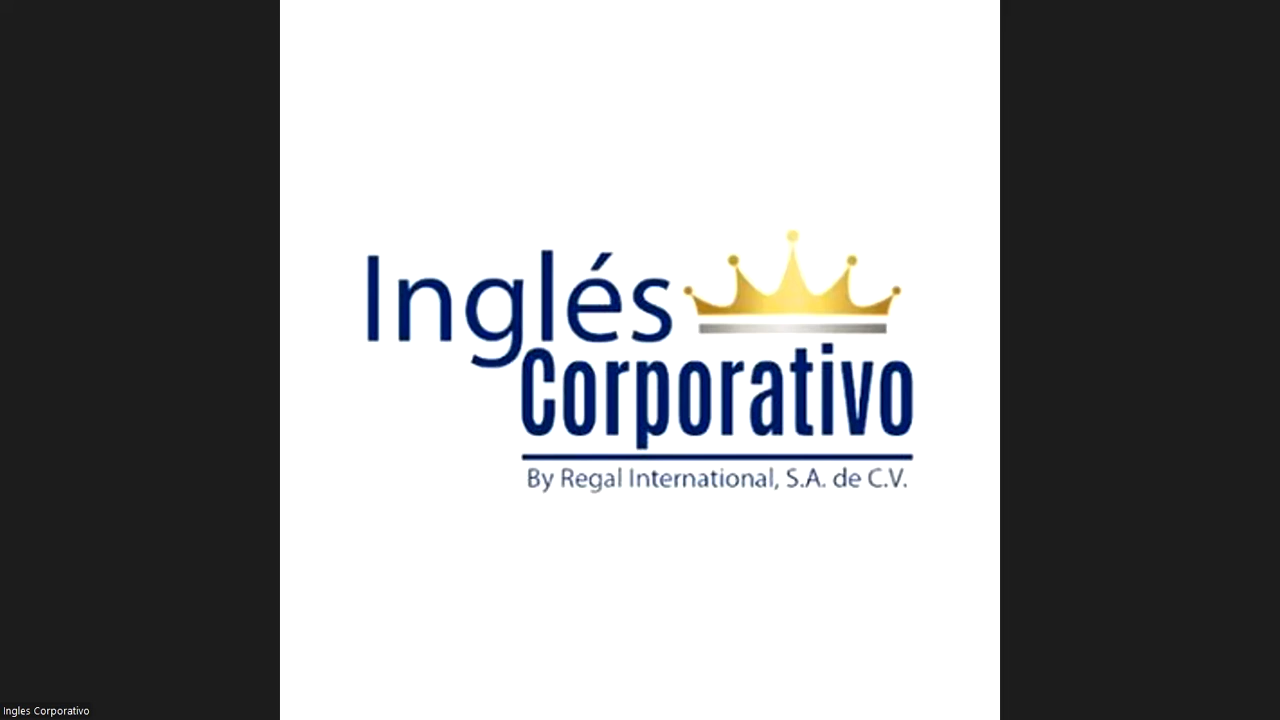 Inglés
Corporativo
By Regal International, S.A. de C.V.
Ingles Corporativo